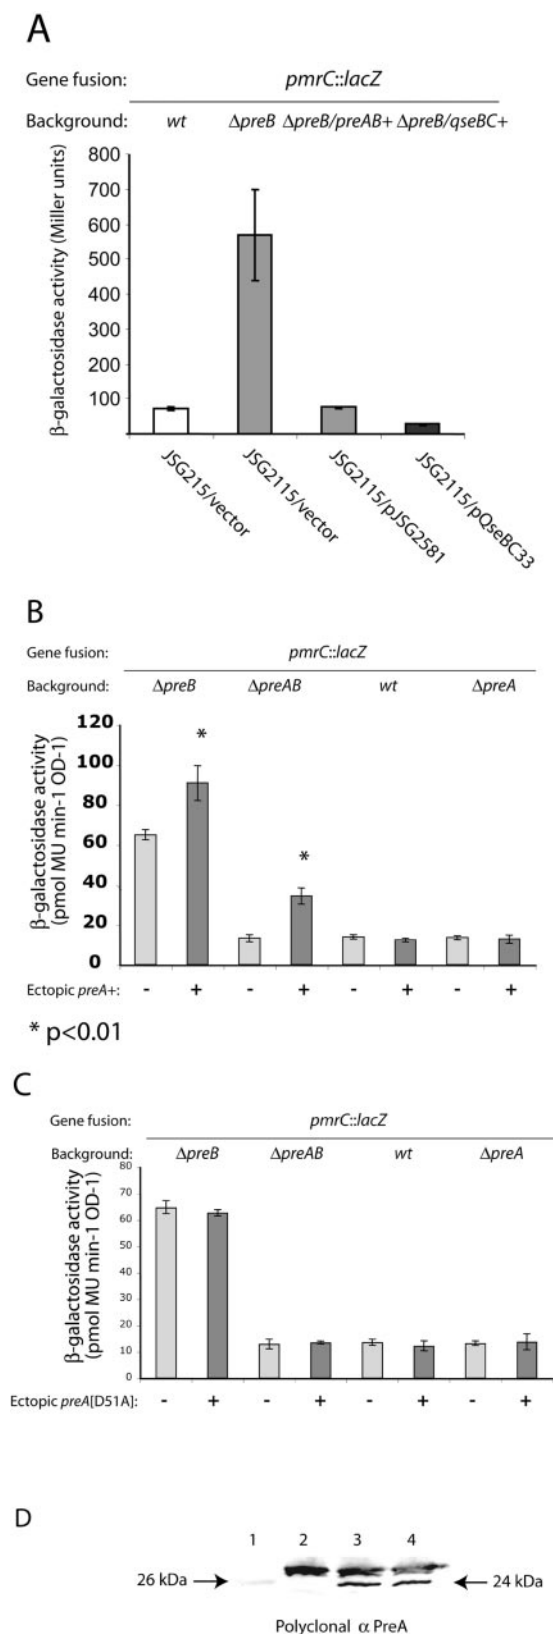 A
Gene fusion: pmrC::lacZ
Background: wt ΔpreB ΔpreB/preAB+ ΔpreB/qseBC+
β-galactosidase activity (Miller units)
800
700
600
500
400
300
200
100
JSG215/vector
JSG2115/vector
JSG2115/pJSG2581
JSG2115/pQseBC33
B
Gene fusion: pmrC::lacZ
Background: ΔpreB ΔpreAB wt ΔpreA
β-galactosidase activity
(pmol MU min-1 OD-1)
120
100
80
60
40
20
0
* *
Ectopic preA+: - + - + - + - +
* p<0.01
C
Gene fusion: pmrC::lacZ
Background: ΔpreB ΔpreAB wt ΔpreA
β-galactosidase activity
(pmol MU min-1 OD-1)
80
70
60
50
40
30
20
10
0
Ectopic preA[D51A]: - + - + - + - +
D
1 2 3 4
26 kDa 24 kDa
Polyclonal α PreA